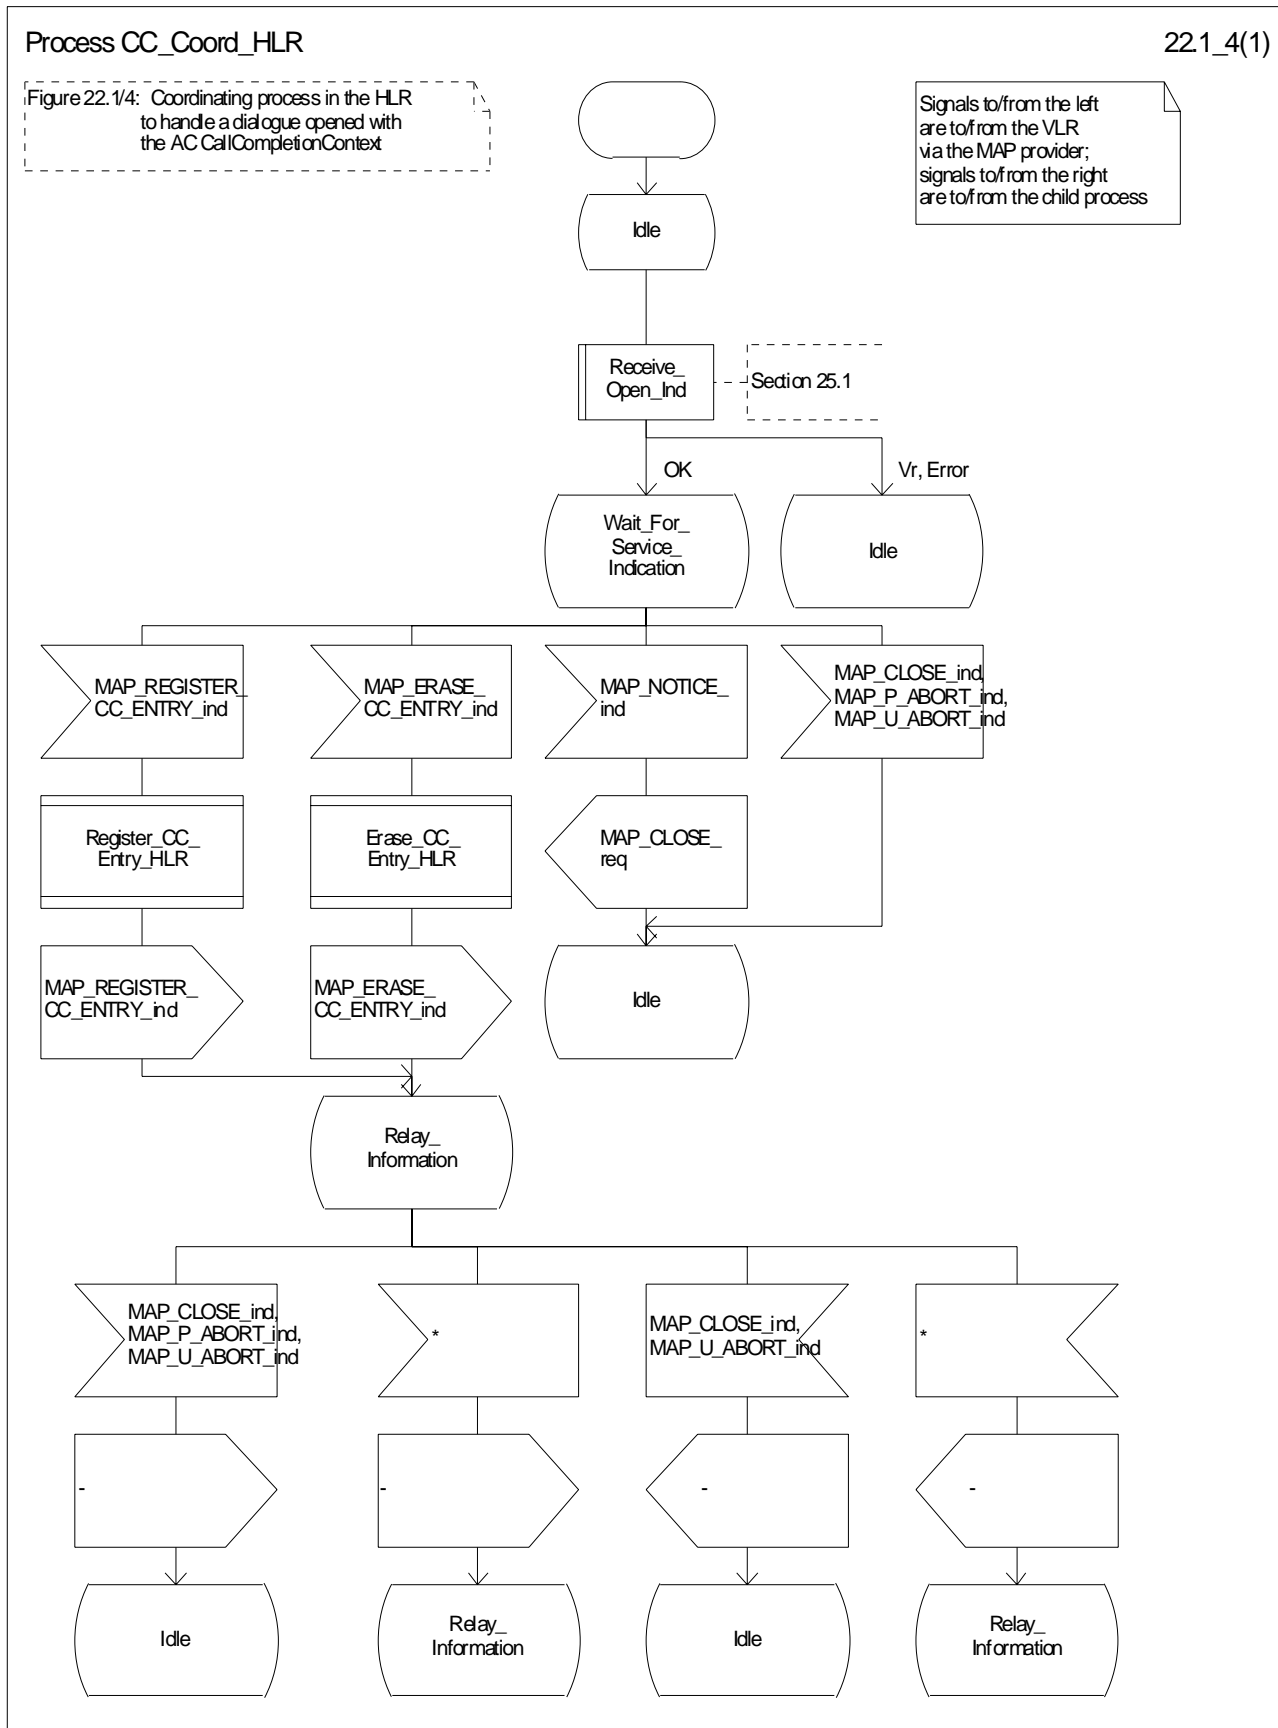 Process CC_Coord_HLR
22.1_4(1)
Figure 22.1/4: Coordinating process in the HLR
to handle a dialogue opened with
the AC CallCompletionContext
Signals to/from the left
are to/from the VLR
via the MAP provider;
signals to/from the right
are to/from the child process
Idle
Receive_
Open_Ind
Section 25.1
OK
Vr, Error
Wait_For_
Service_
Indication
Idle
MAP_REGISTER_
CC_ENTRY_ind
MAP_ERASE_
CC_ENTRY_ind
MAP_NOTICE_
ind
MAP_CLOSE_ind,
MAP_P_ABORT_ind,
MAP_U_ABORT_ind
Register_CC_
Entry_HLR
Erase_CC_
Entry_HLR
MAP_CLOSE_
req
MAP_REGISTER_
CC_ENTRY_ind
MAP_ERASE_
CC_ENTRY_ind
Idle
Relay_
Information
MAP_CLOSE_ind,
MAP_P_ABORT_ind,
MAP_U_ABORT_ind
*
MAP_CLOSE_ind,
MAP_U_ABORT_ind
*
-
-
-
-
Idle
Relay_
Information
Idle
Relay_
Information